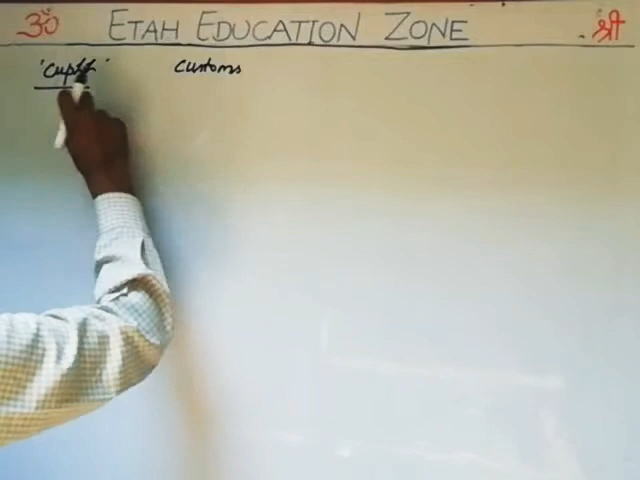 ॐ ETAH EDUCATION ZONE श्री
Customs